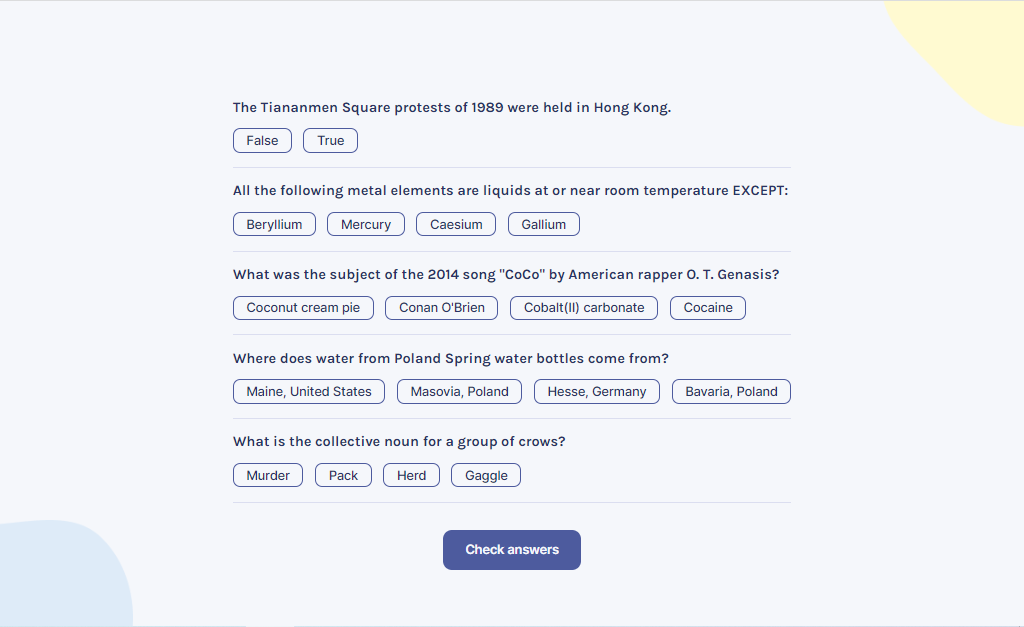 The Tiananmen Square protests of 1989 were held in Hong Kong.
False True
All the following metal elements are liquids at or near room temperature EXCEPT:
Beryllium Mercury Caesium Gallium
What was the subject of the 2014 song "CoCo" by American rapper O. T. Genasis?
Coconut cream pie Conan O'Brien Cobalt(II) carbonate Cocaine
Where does water from Poland Spring water bottles come from?
Maine, United States Masovia, Poland Hesse, Germany Bavaria, Poland
What is the collective noun for a group of crows?
Murder Pack Herd Gaggle
Check answers